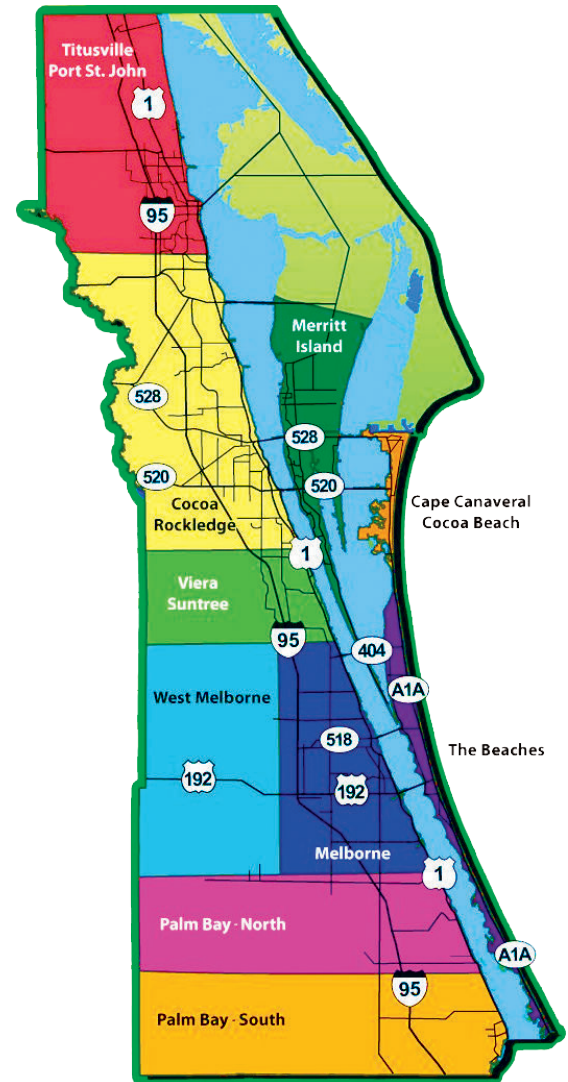 Titusville
Port St. John
1
95
Merritt
Island
528
528
520
520
Cocoa
Rockledge
Cape Canaveral
Cocoa Beach
1
Viera
Suntree
95
404
A1A
West Melborne
518
The Beaches
192
192
Melborne
1
Palm Bay - North
A1A
95
Palm Bay - South